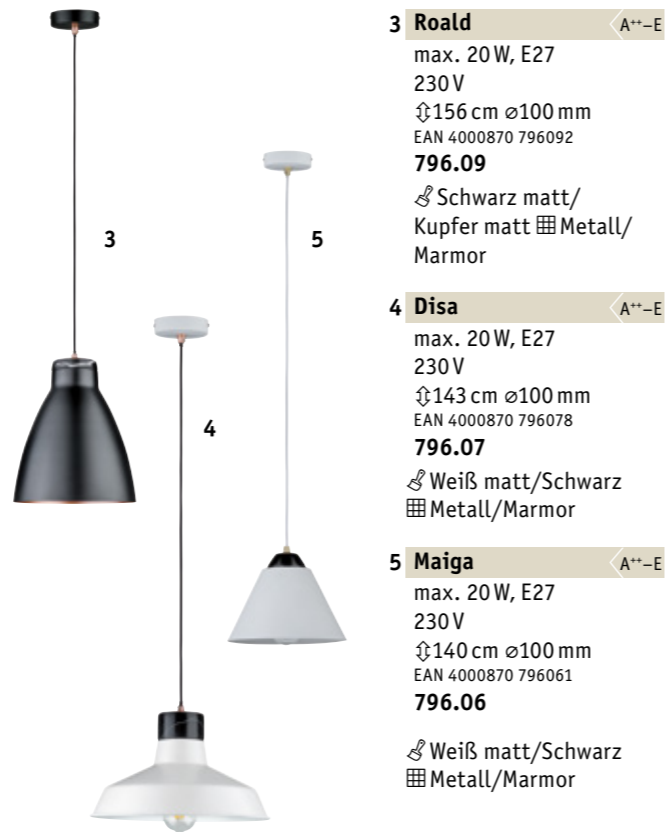 3 Roald A++–E
max. 20 W, E27
230 V
⇕156 cm ⌀100 mm
EAN 4000870 796092
796.09
Schwarz matt/
Kupfer matt Metall/
Marmor
4 Disa A++–E
max. 20 W, E27
230 V
⇕143 cm ⌀100 mm
EAN 4000870 796078
796.07
Weiß matt/Schwarz
Metall/Marmor
5 Maiga A++–E
max. 20 W, E27
230 V
⇕140 cm ⌀100 mm
EAN 4000870 796061
796.06
Weiß matt/Schwarz
Metall/Marmor
3
5
4